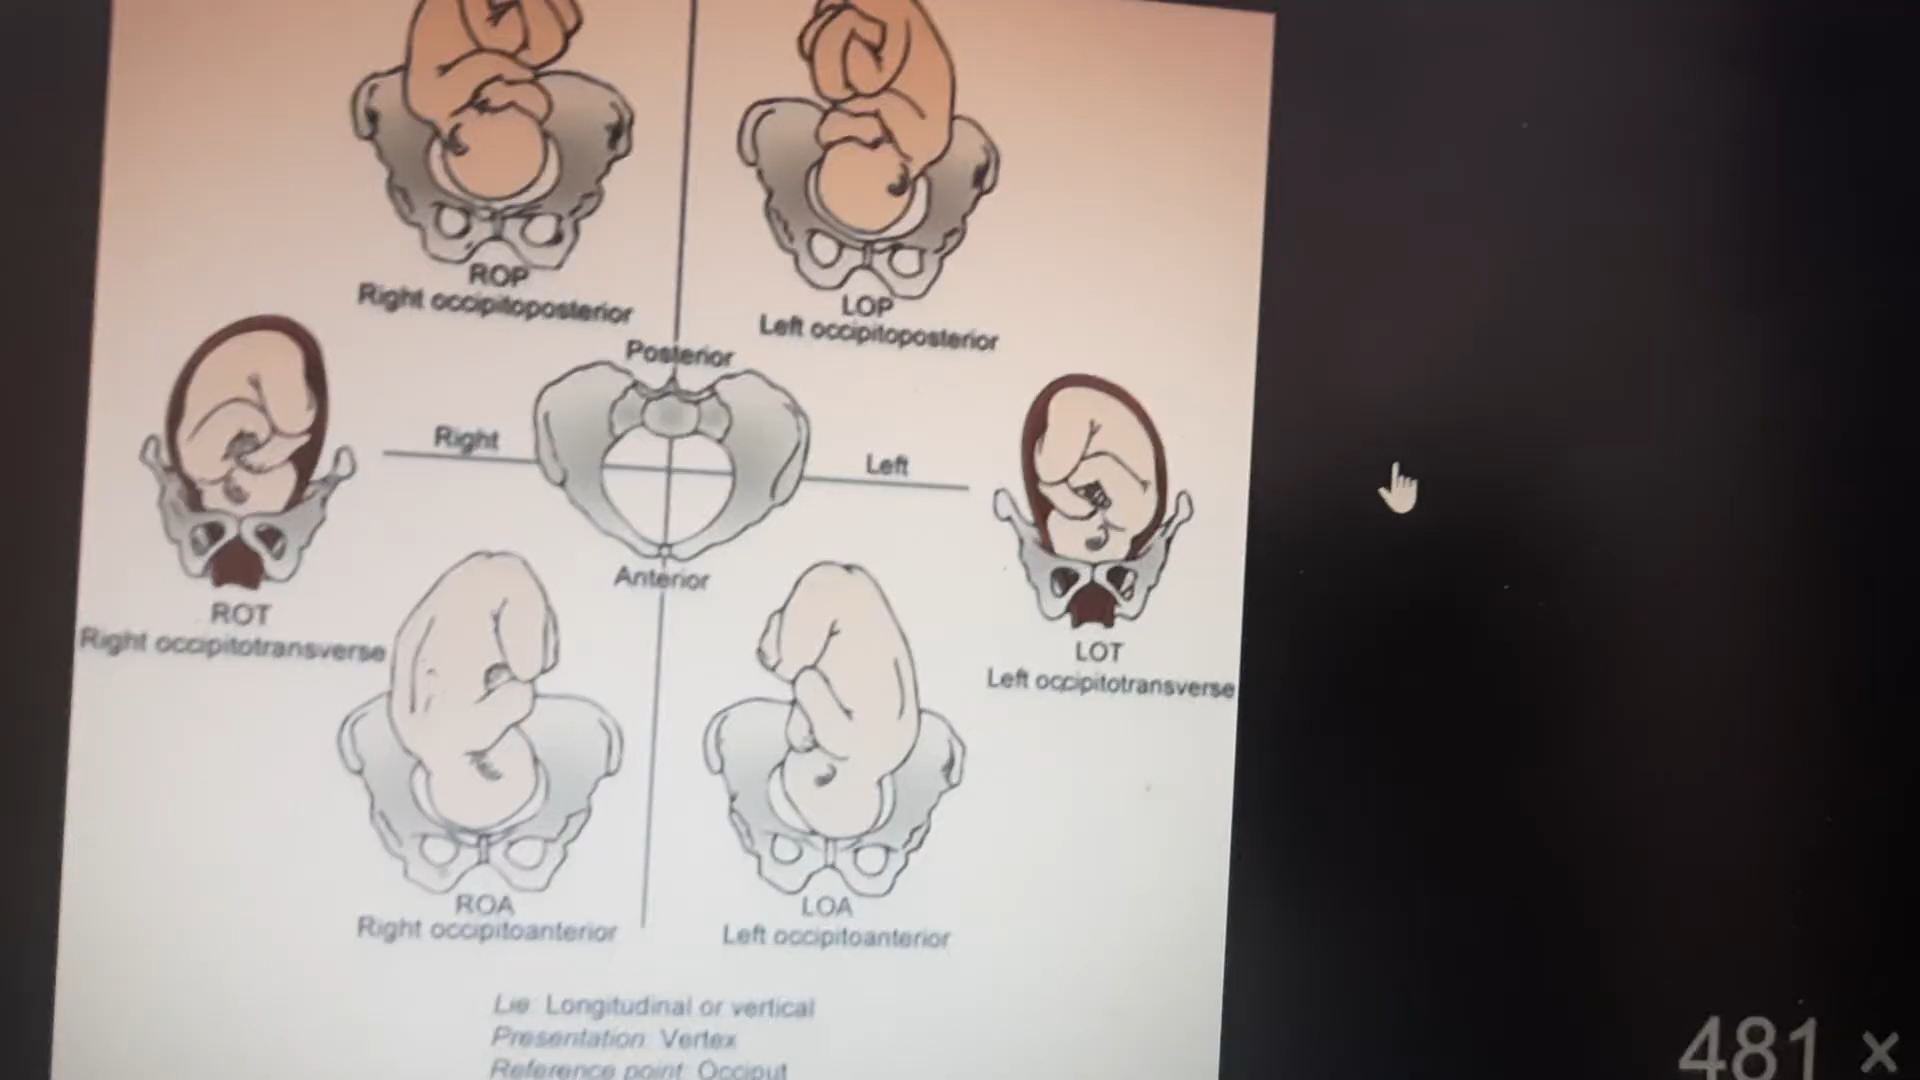 ROP
Right occipitoposterior
LOP
Left occipitoposterior
Posterior
Right
Left
Anterior
ROT
Right occipitotransverse
LOT
Left occipitotransverse
ROA
Right occipitoanterior
LOA
Left occipitoanterior
Lie: Longitudinal or vertical
Presentation: Vertex
Reference point: Occiput
481 ×